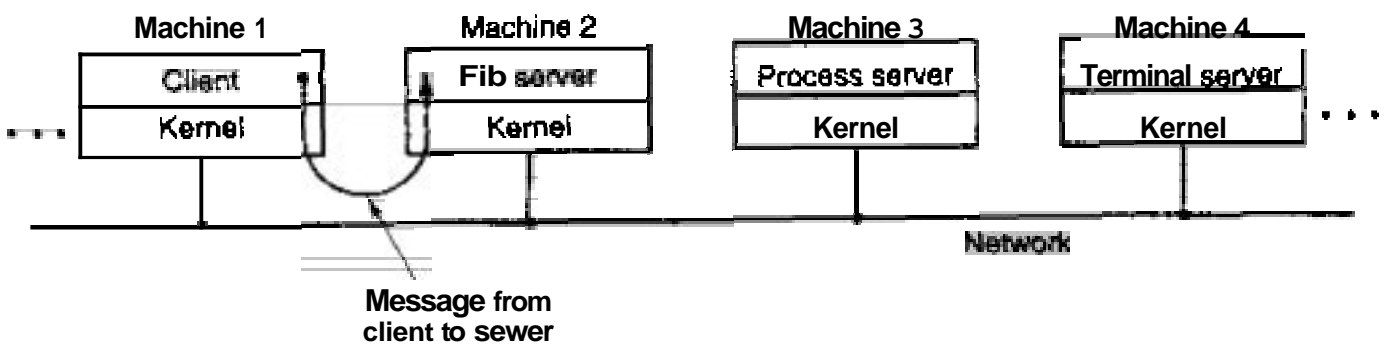 Machine 1
Machine 2
Machine 3
Machine 4
Client
Fib server
Process server
Terminal server
Kernel
Kernel
Kernel
Kernel
Network
Message from
client to sewer